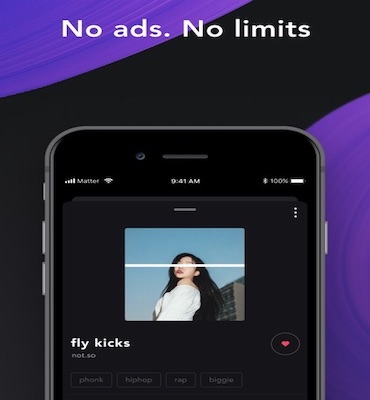 No ads. No limits
Matter 9:41 AM 100%
fly kicks
not.so
phonk hiphop rap biggie